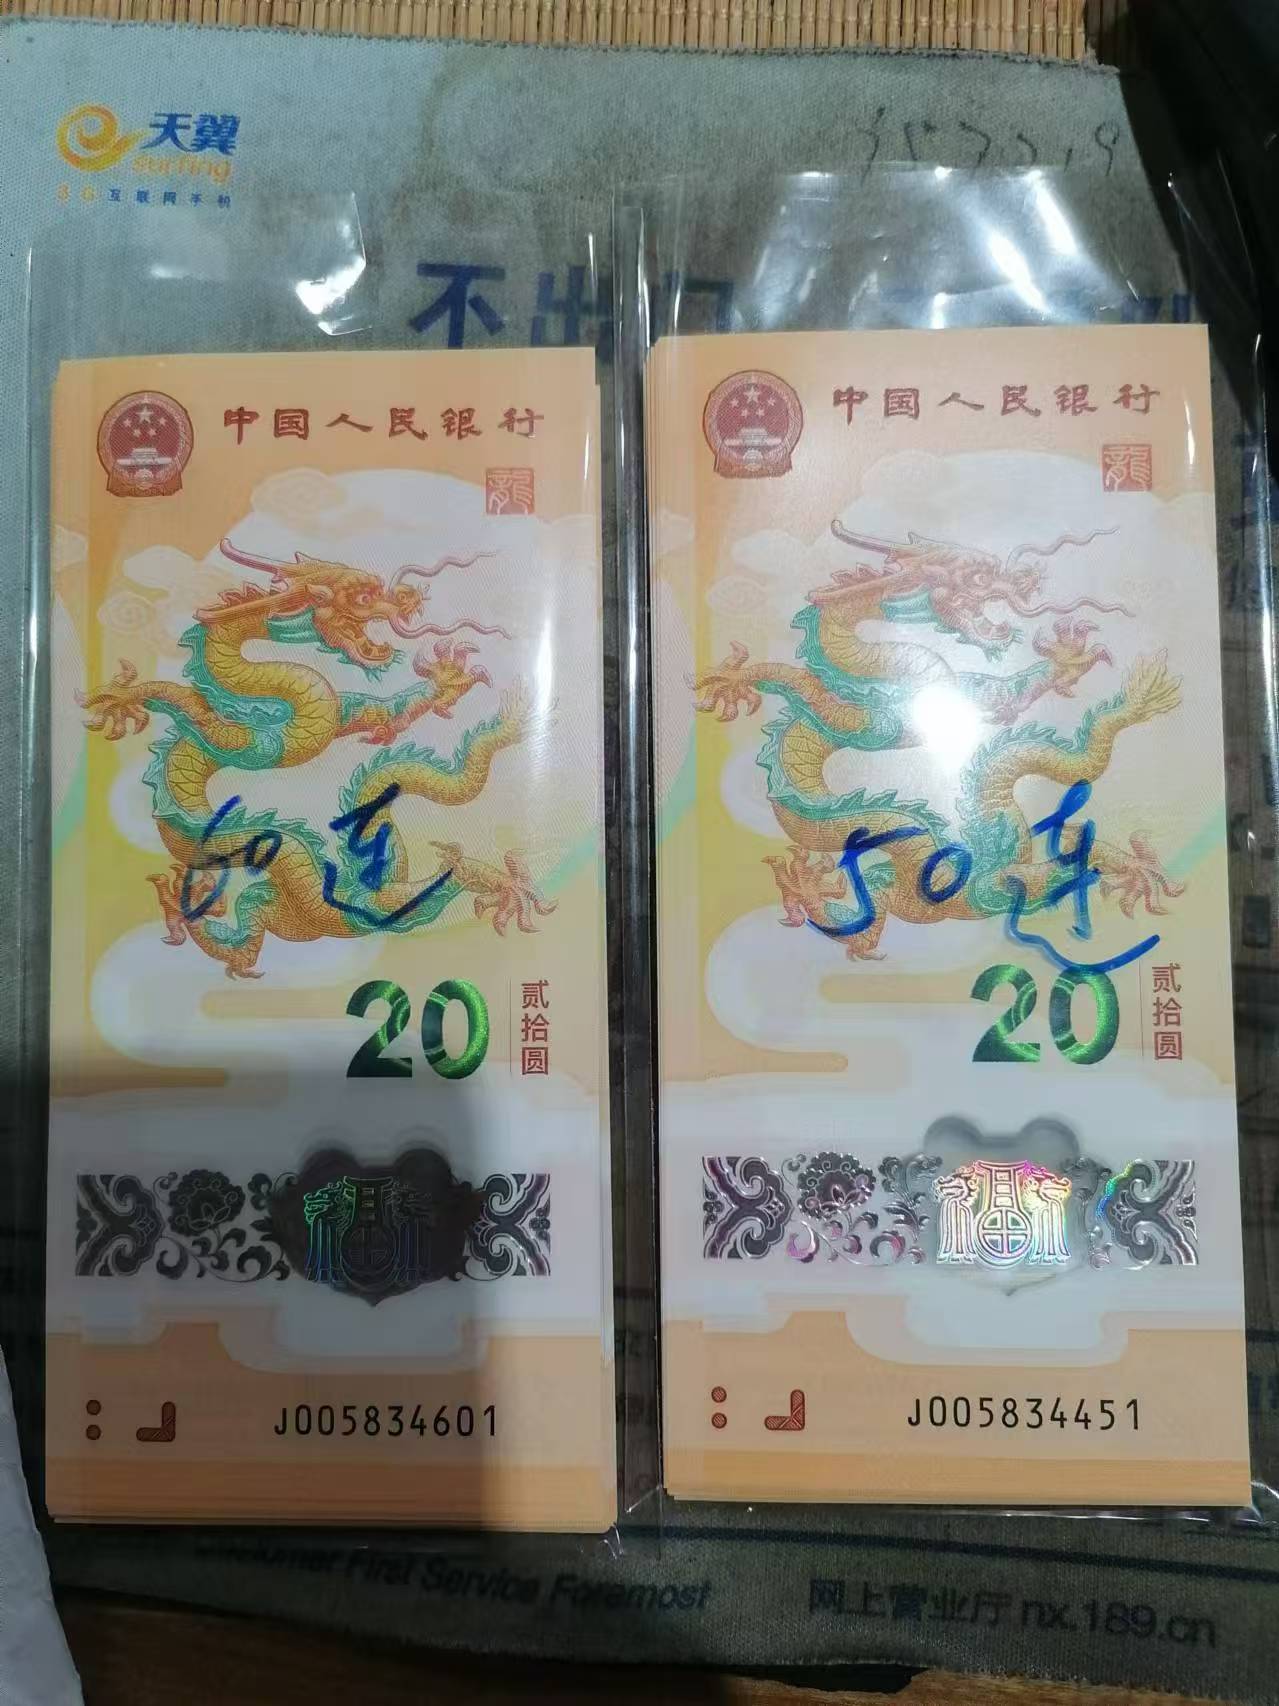 天翼
surfing
3G互联网手机
不出
中国人民银行
龍
60连
20
贰拾圆
J005834601
中国人民银行
龍
50连
20
贰拾圆
J005834451
Customer First Service Foremost
网上营业厅 nx.189.cn